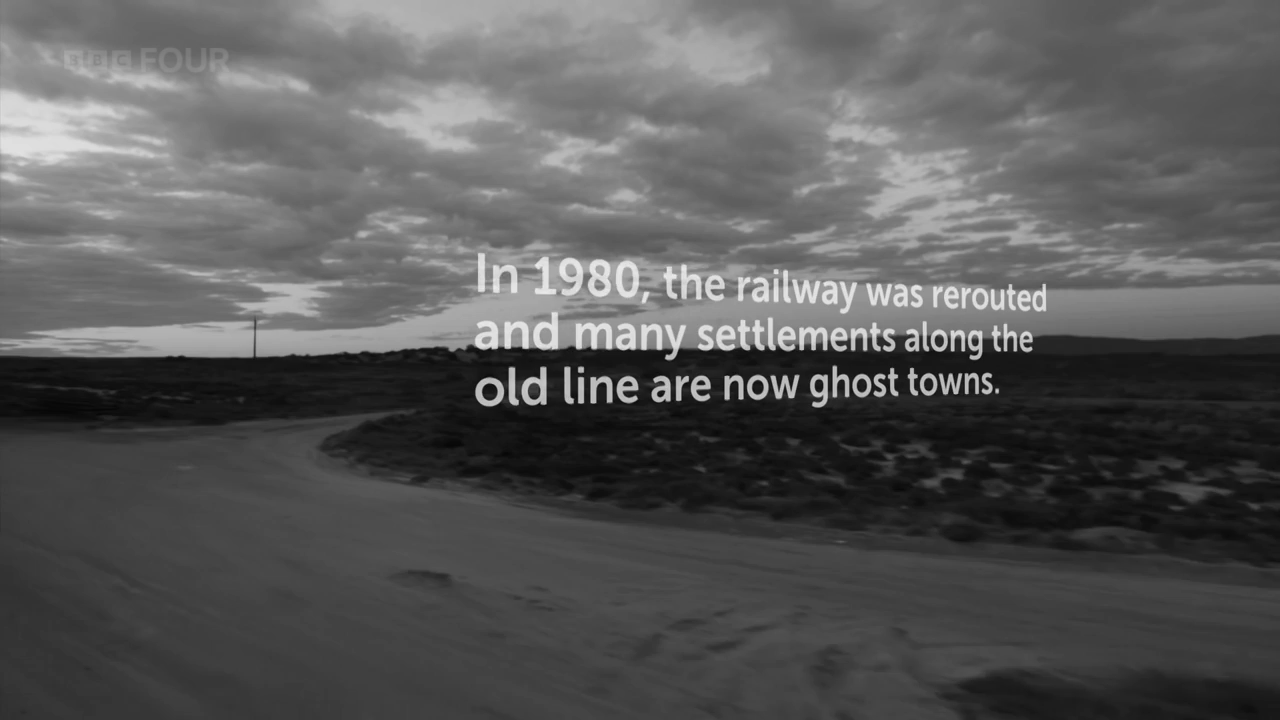 BBC FOUR
In 1980, the railway was rerouted
and many settlements along the
old line are now ghost towns.